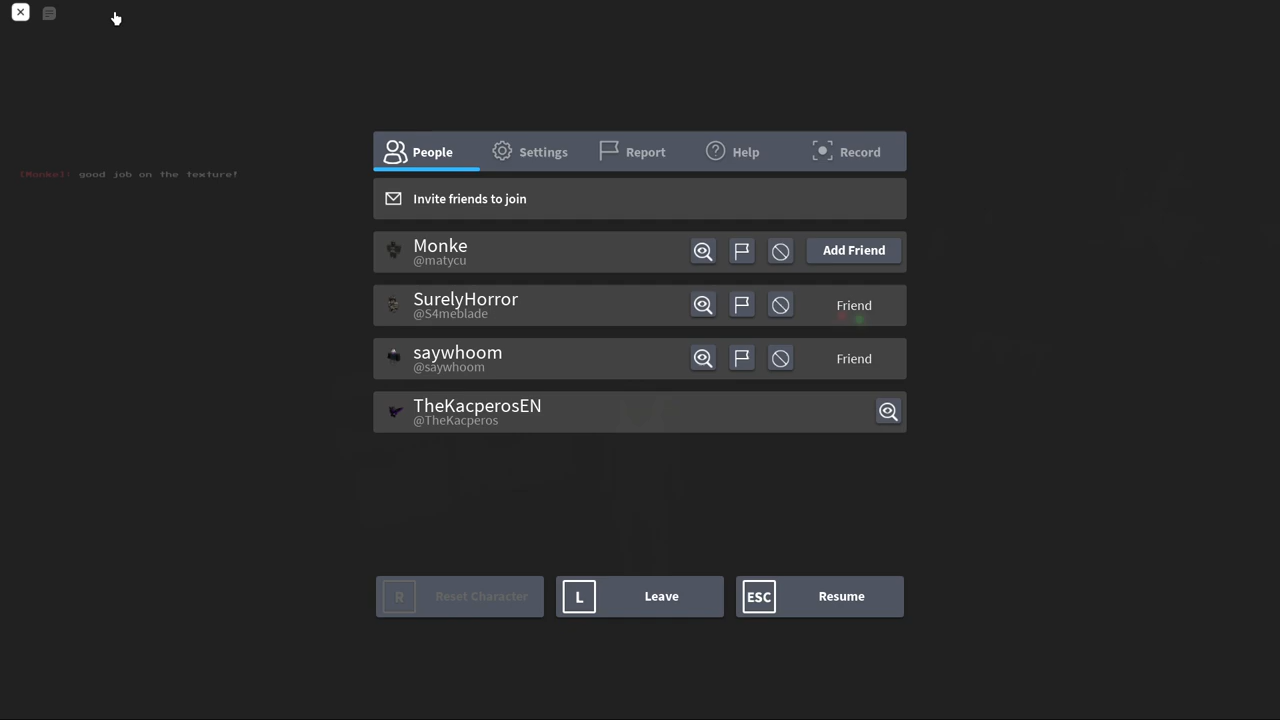 [Monke]: good job on the texture!
People Settings Report Help Record
Invite friends to join
Monke
@matycu
Add Friend
SurelyHorror
@S4meblade
Friend
saywhoom
@saywhoom
Friend
TheKacperosEN
@TheKacperos
R Reset Character
L Leave
ESC Resume